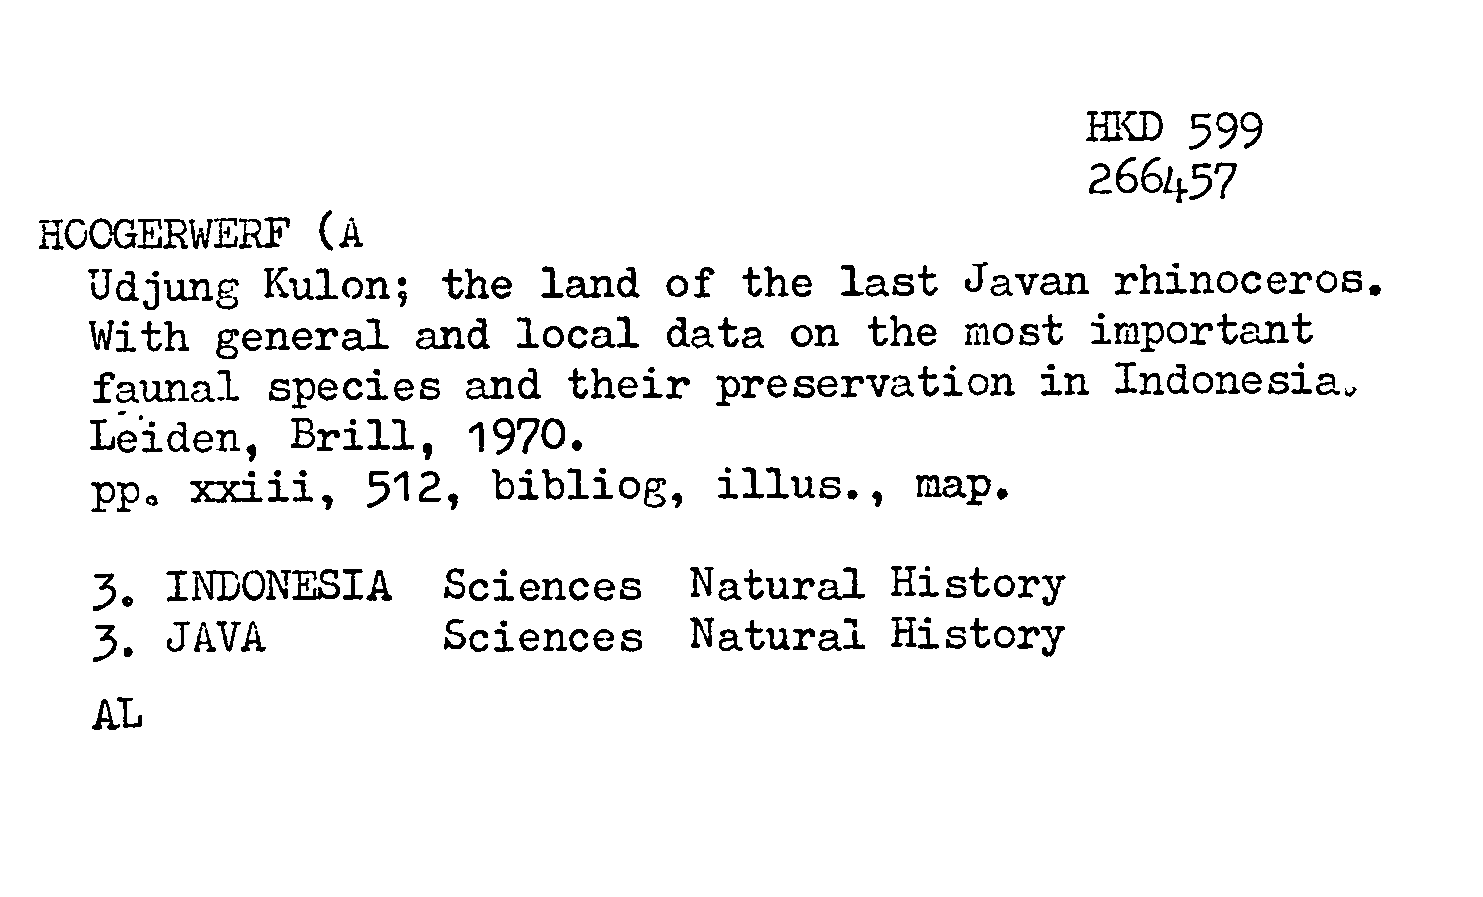 HKD 599
266457
HOOGERWERF (A
Udjung Kulon; the land of the last Javan rhinoceros.
With general and local data on the most important
faunal species and their preservation in Indonesia.
Leiden, Brill, 1970.
pp. xxiii, 512, bibliog, illus., map.
3. INDONESIA Sciences Natural History
3. JAVA Sciences Natural History
AL